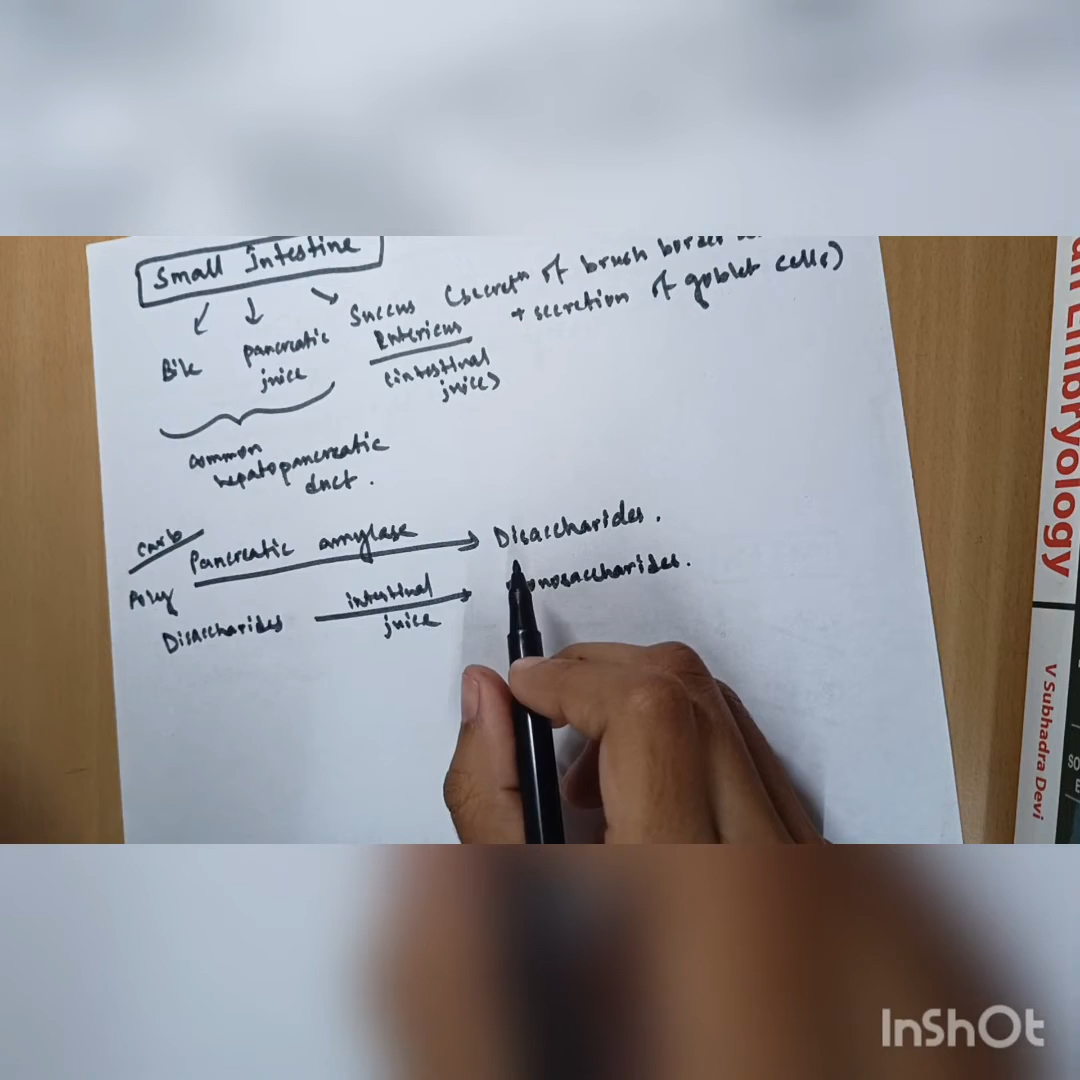 Small Intestine
Bile
pancreatic
juice
Succus
Entericus
(intestinal
juice)
(secretn of brush border
+ secretion of goblet cells)
common
hepatopancreatic
duct.
Carb
Poly
Pancreatic amylase
Disaccharides.
Disaccharides
intestinal
juice
monosaccharides.
Embryology
V Subhadra Devi
InShOt